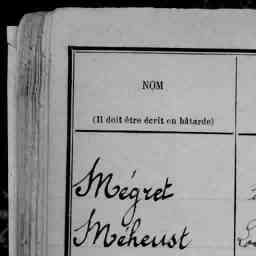 NOM
(Il doit être écrit en bâtarde)
Mégret
Méheust